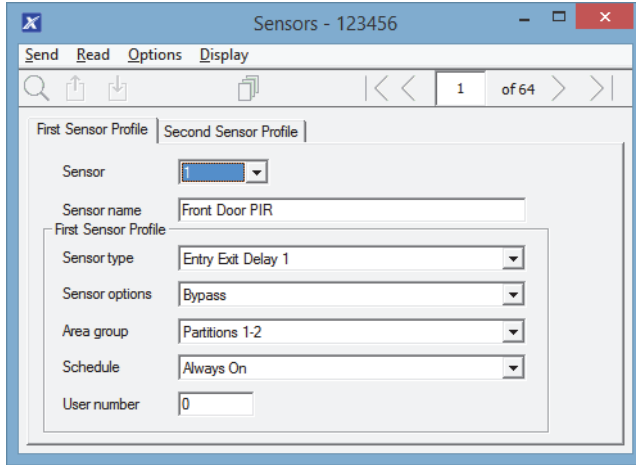 Sensors - 123456
Send Read Options Display
1 of 64
First Sensor Profile Second Sensor Profile
Sensor 1
Sensor name Front Door PIR
First Sensor Profile
Sensor type Entry Exit Delay 1
Sensor options Bypass
Area group Partitions 1-2
Schedule Always On
User number 0